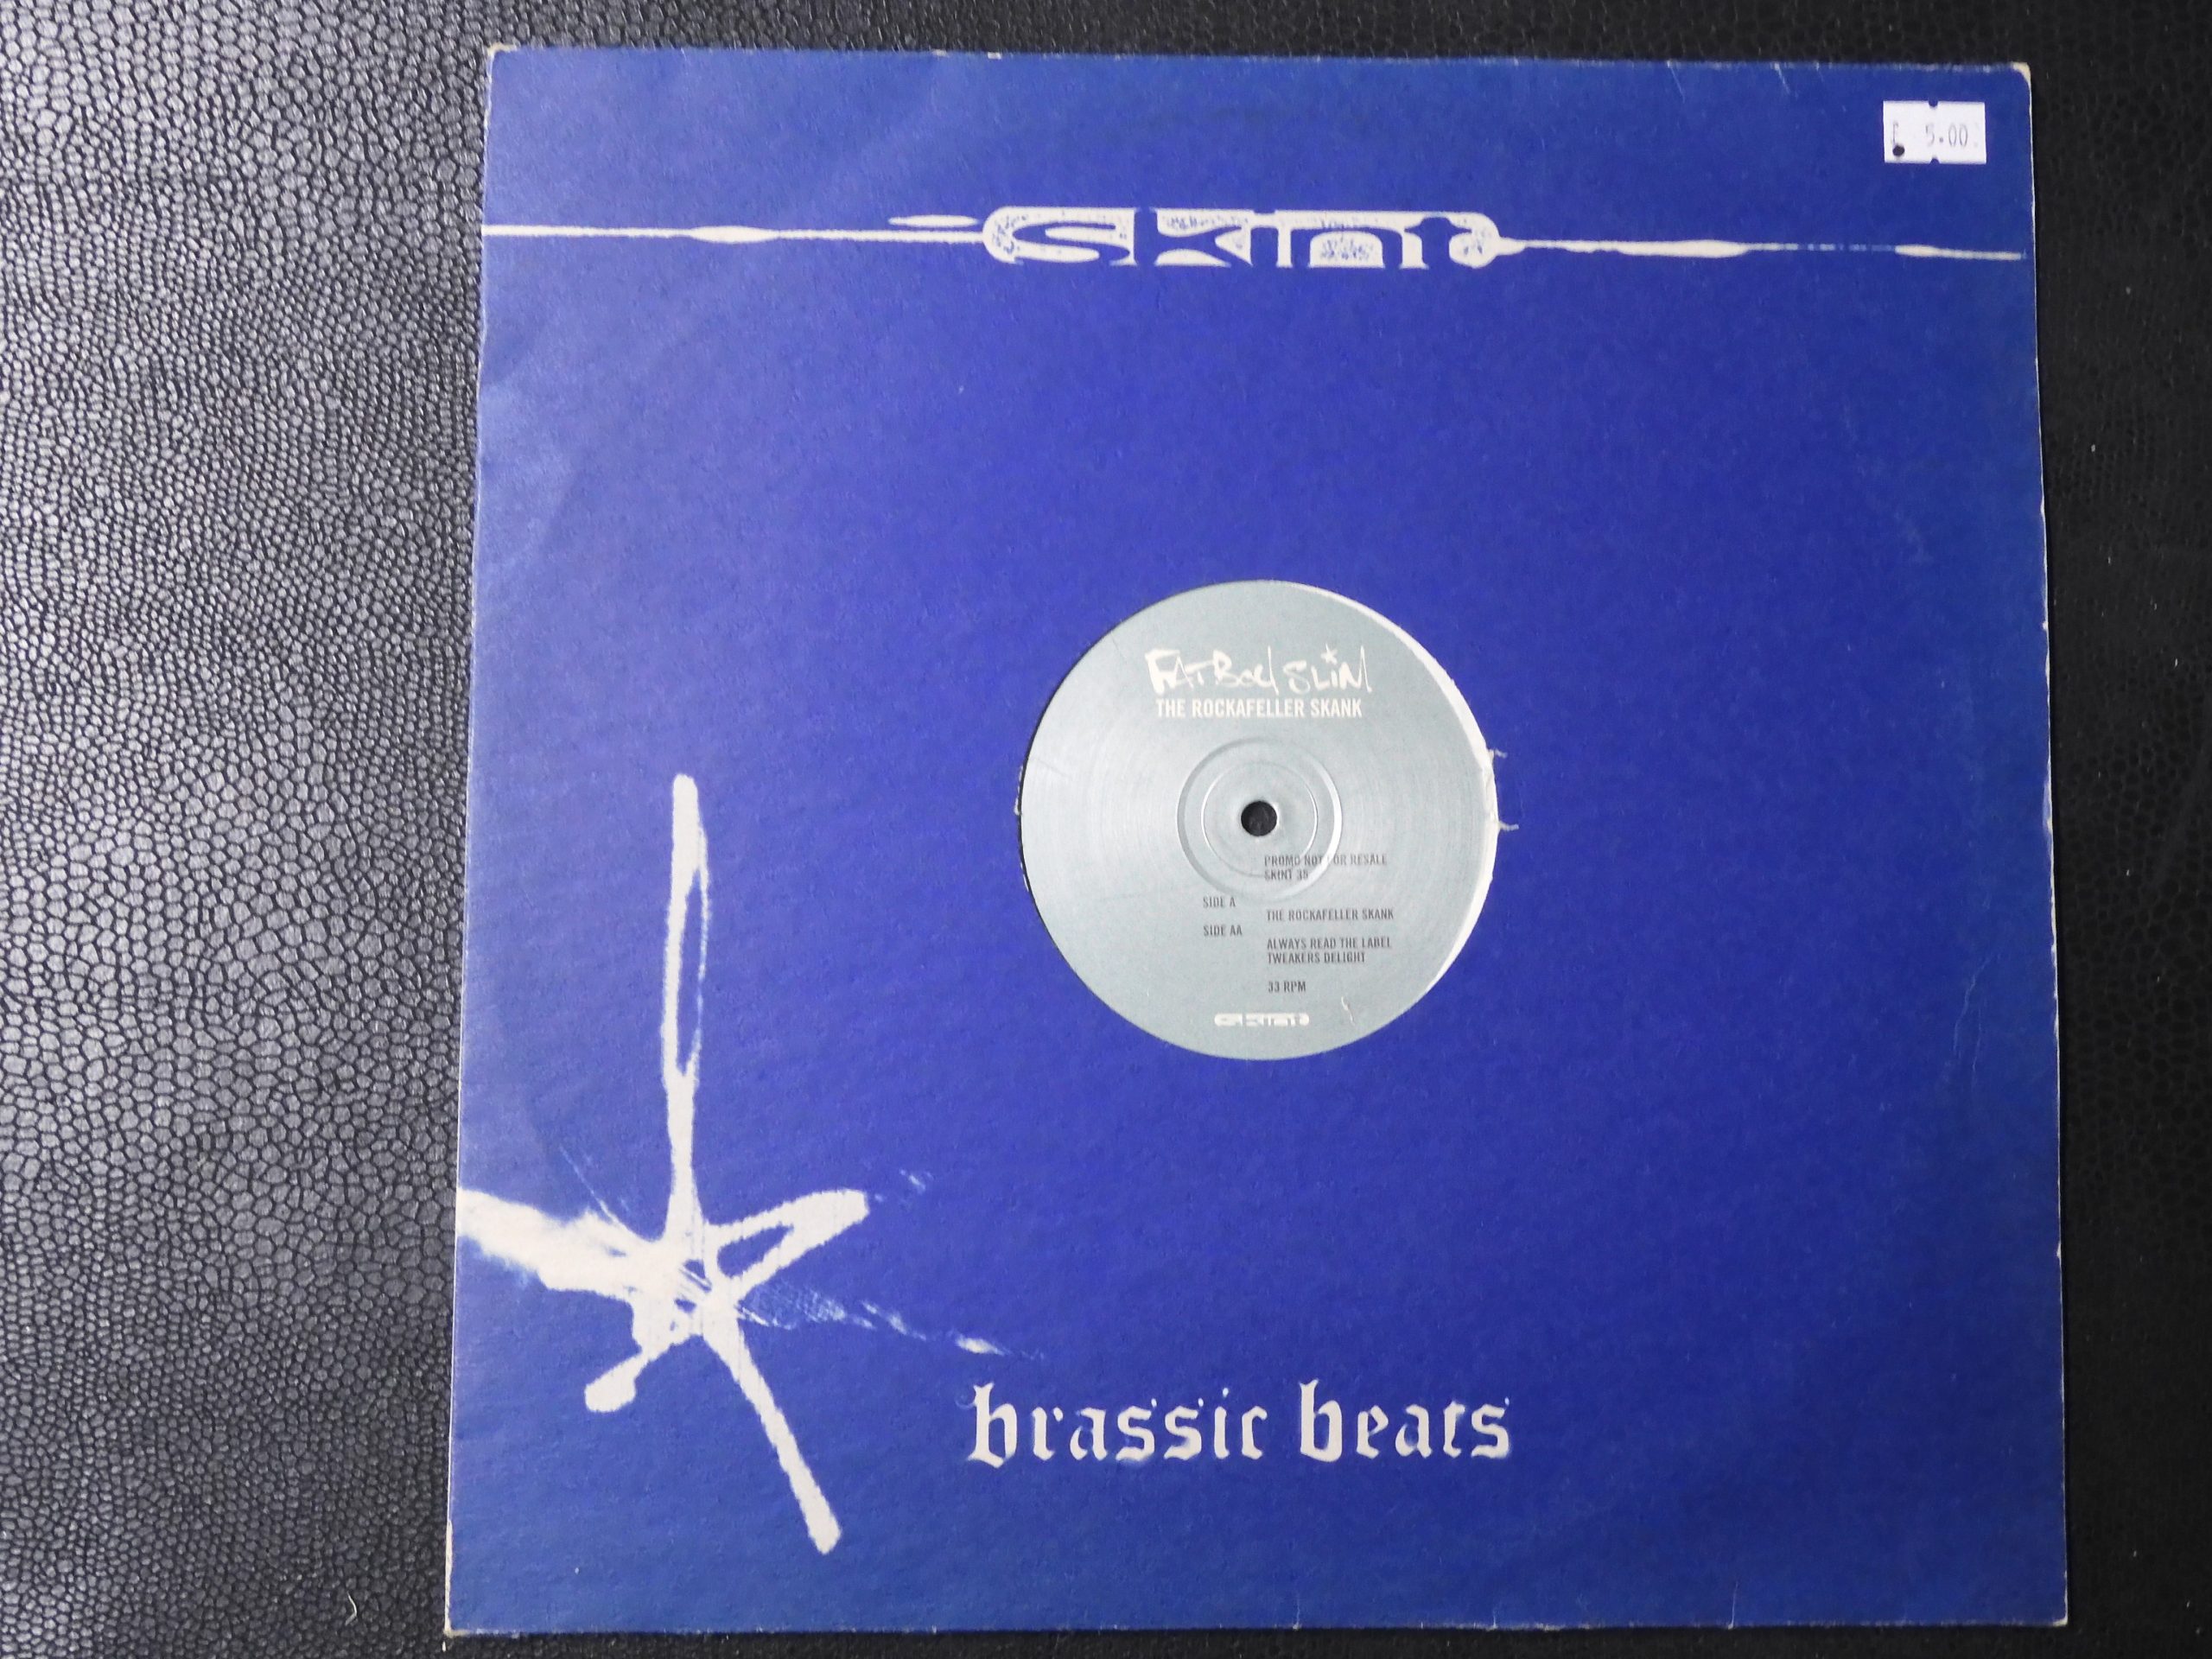 £ 5.00
skint
FATBOY SLIM
THE ROCKAFELLER SKANK
PROMO NOT FOR RESALE
SKINT 35
SIDE A
THE ROCKAFELLER SKANK
SIDE AA
ALWAYS READ THE LABEL
TWEAKERS DELIGHT
33 RPM
skint
brassic beats